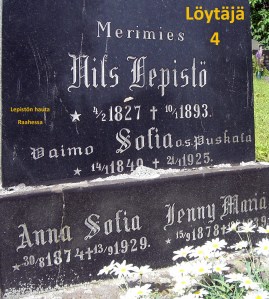 Löytäjä
4
Merimies
Nils Lepistö
★ 4/2 1827 † 10/1 1893.
Lepistön hauta
Raahessa
Vaimo Sofia o.s. Puskala
★ 14/1 1840 † 21/1 1925.
Anna Sofia
★ 30/8 1874 † 13/9 1929.
Jenny Maria
★ 15/9 1878